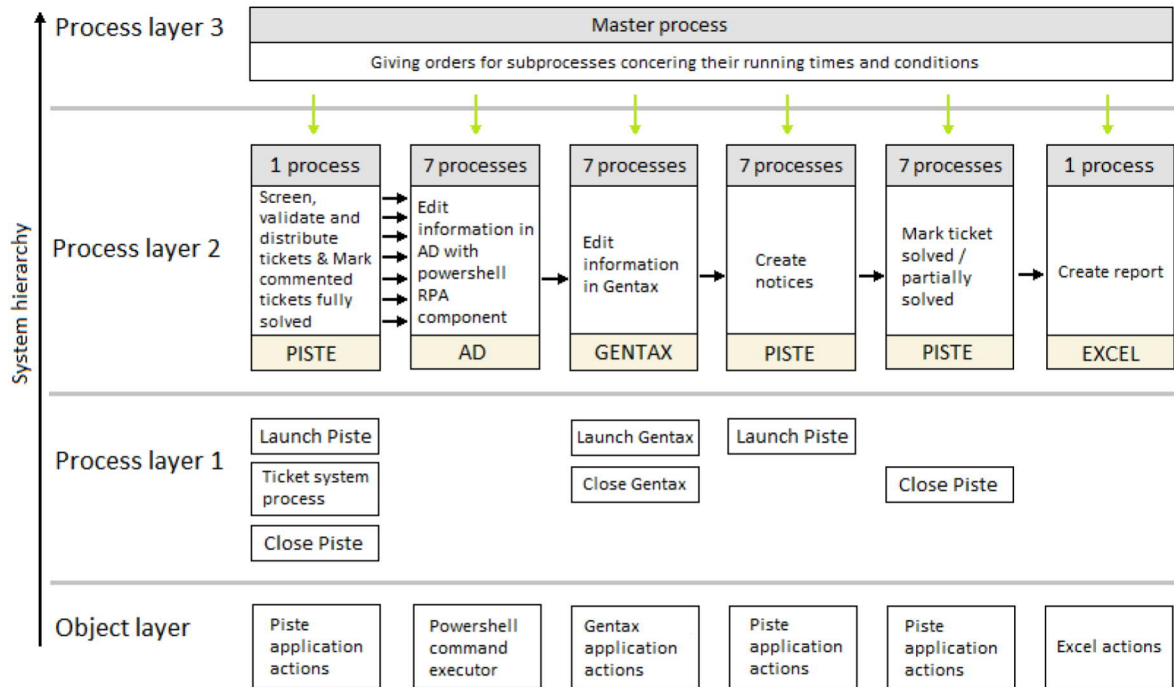 Process layer 3
Master process
Giving orders for subprocesses concering their running times and conditions
System hierarchy
Process layer 2
1 process
Screen,
validate and
distribute
tickets & Mark
commented
tickets fully
solved
PISTE
7 processes
Edit
information in
AD with
powershell
RPA
component
AD
7 processes
Edit
information
in Gentax
GENTAX
7 processes
Create
notices
PISTE
7 processes
Mark ticket
solved /
partially
solved
PISTE
1 process
Create report
EXCEL
Process layer 1
Launch Piste
Ticket system
process
Close Piste
Launch Gentax
Close Gentax
Launch Piste
Close Piste
Object layer
Piste
application
actions
Powershell
command
executor
Gentax
application
actions
Piste
application
actions
Piste
application
actions
Excel actions